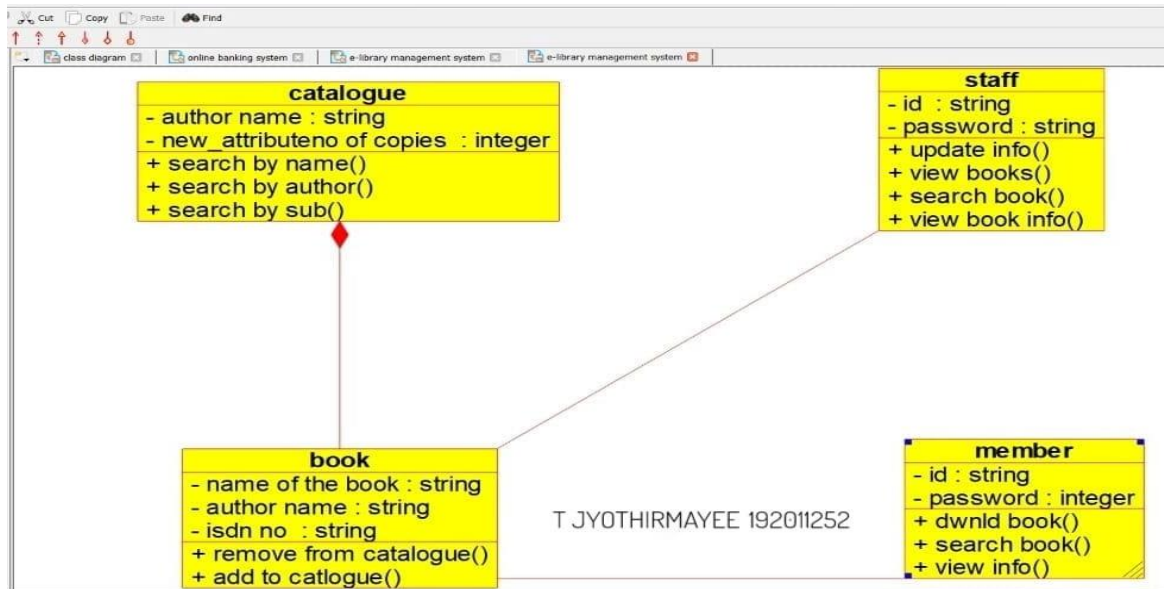 Cut Copy Paste Find
class diagram online banking system e-library management system e-library management system
catalogue
- author name : string
- new_attributeno of copies : integer
+ search by name()
+ search by author()
+ search by sub()
staff
- id : string
- password : string
+ update info()
+ view books()
+ search book()
+ view book info()
book
- name of the book : string
- author name : string
- isdn no : string
+ remove from catalogue()
+ add to catlogue()
T JYOTHIRMAYEE 192011252
member
- id : string
- password : integer
+ dwnld book()
+ search book()
+ view info()